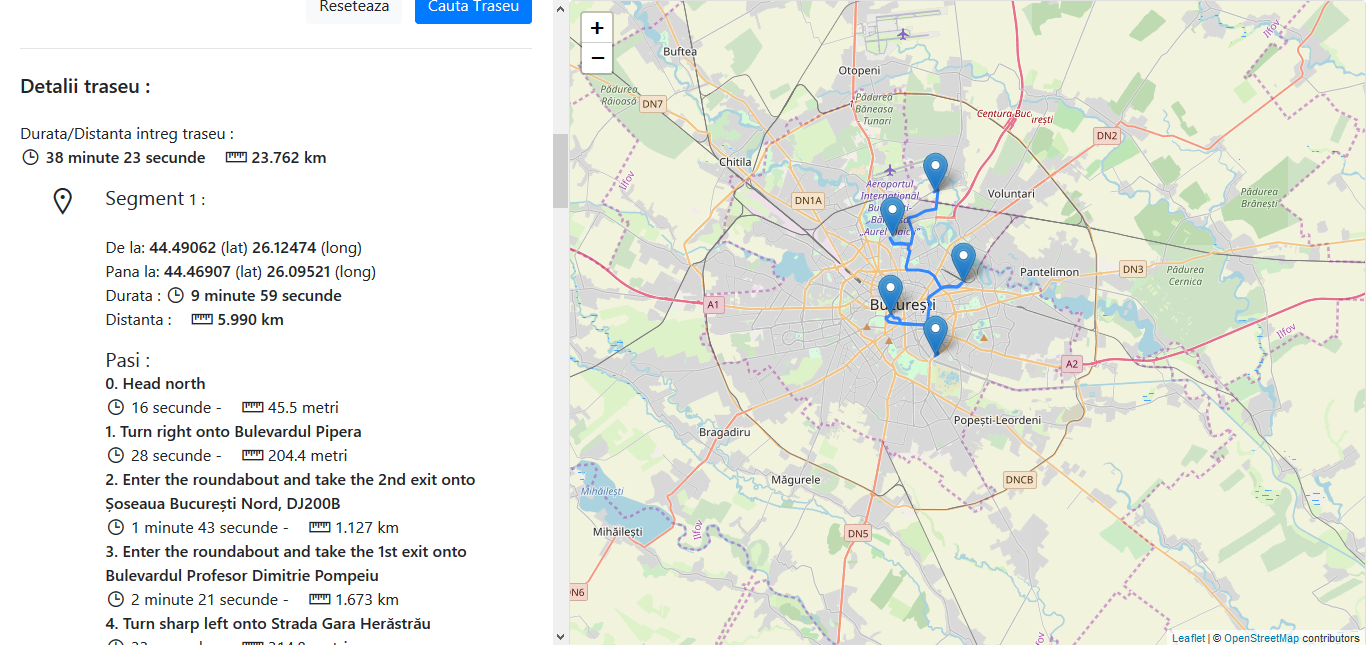 Reseteaza
Cauta Traseu
Detalii traseu :
Durata/Distanta intreg traseu :
38 minute 23 secunde 23.762 km
Segment 1 :
De la: 44.49062 (lat) 26.12474 (long)
Pana la: 44.46907 (lat) 26.09521 (long)
Durata : 9 minute 59 secunde
Distanta : 5.990 km
Pasi :
0. Head north
16 secunde - 45.5 metri
1. Turn right onto Bulevardul Pipera
28 secunde - 204.4 metri
2. Enter the roundabout and take the 2nd exit onto
Șoseaua București Nord, DJ200B
1 minute 43 secunde - 1.127 km
3. Enter the roundabout and take the 1st exit onto
Bulevardul Profesor Dimitrie Pompeiu
2 minute 21 secunde - 1.673 km
4. Turn sharp left onto Strada Gara Herăstrău
+
−
Buftea
Otopeni
Ilfov
Pădurea
Râioasă
DN7
Pădurea
Băneasa
Tunari
Centura București
DN2
Chitila
Ilfov
Aeroportul
Internațional
DN1A
Voluntari
Pădurea
Brănești
Pantelimon
DN3
Pădurea
Cernica
A1
București
Ilfov
A2
Bragadiru
Popești-Leordeni
Măgurele
DNCB
Mihăilești
Mihăilești
Ilfov
DN5
Leaflet | © OpenStreetMap contributors